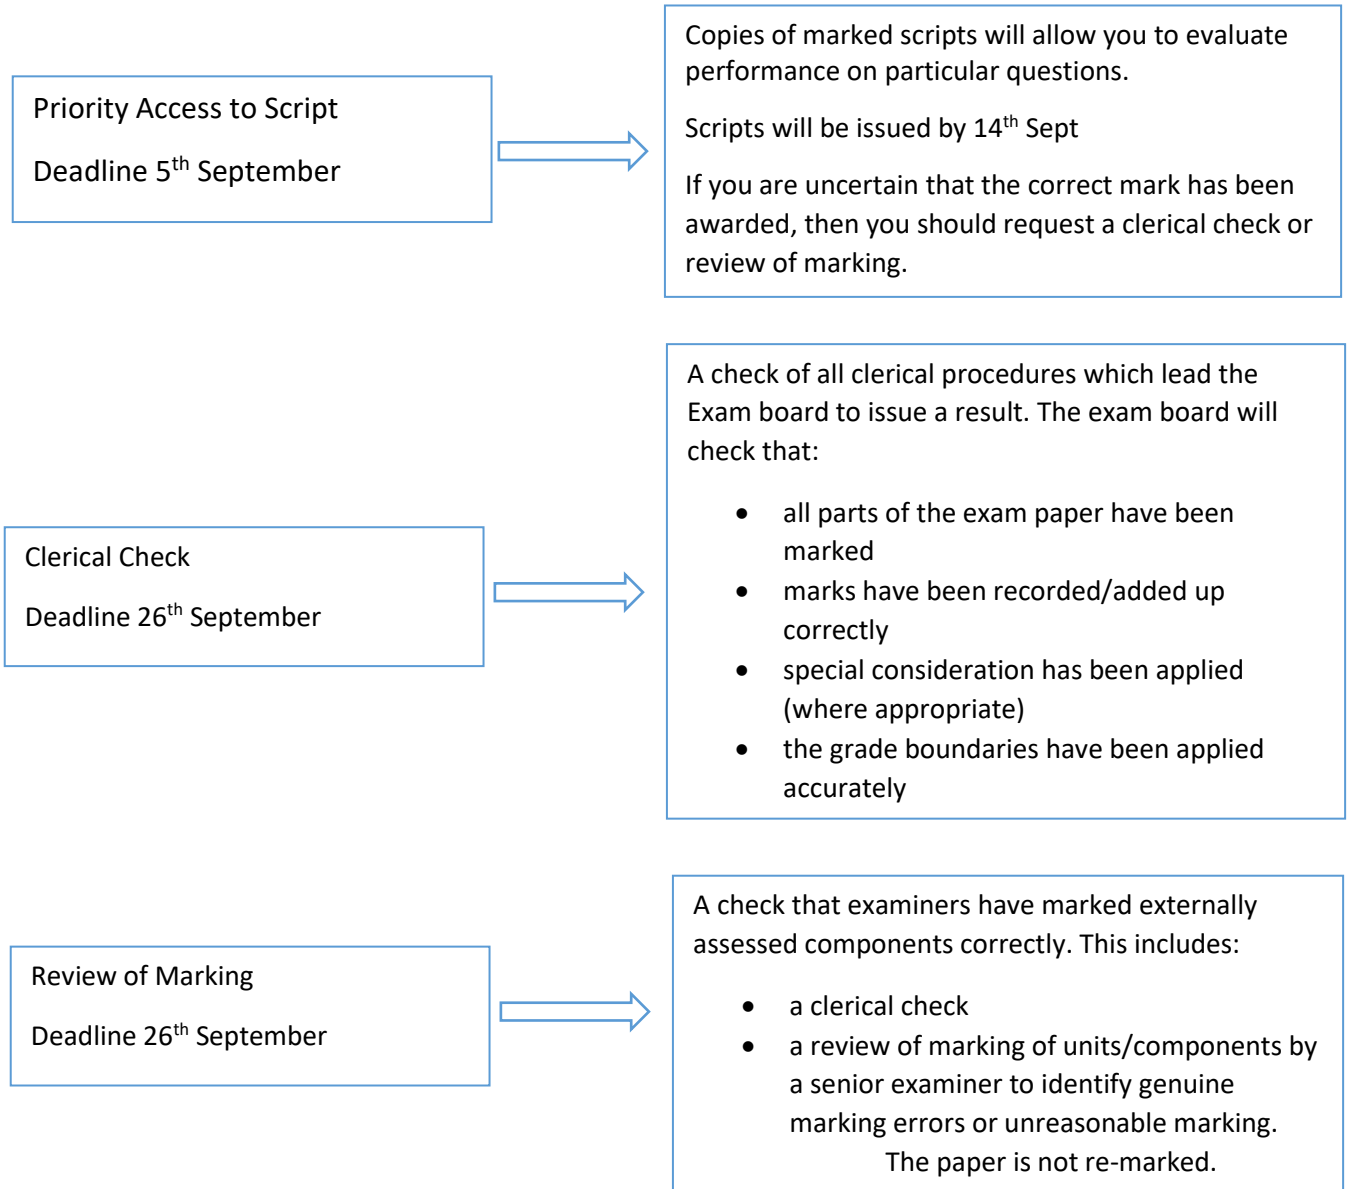 Priority Access to Script
Deadline 5th September
Copies of marked scripts will allow you to evaluate
performance on particular questions.
Scripts will be issued by 14th Sept
If you are uncertain that the correct mark has been
awarded, then you should request a clerical check or
review of marking.
Clerical Check
Deadline 26th September
A check of all clerical procedures which lead the
Exam board to issue a result. The exam board will
check that:
• all parts of the exam paper have been
marked
• marks have been recorded/added up
correctly
• special consideration has been applied
(where appropriate)
• the grade boundaries have been applied
accurately
Review of Marking
Deadline 26th September
A check that examiners have marked externally
assessed components correctly. This includes:
• a clerical check
• a review of marking of units/components by
a senior examiner to identify genuine
marking errors or unreasonable marking.
The paper is not re-marked.